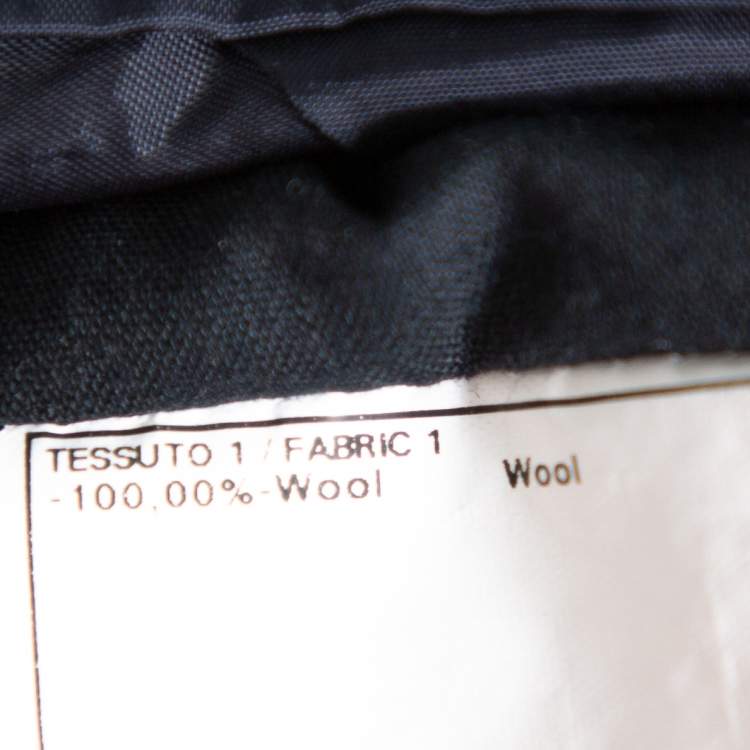 TESSUTO 1 / FABRIC 1
-100,00%-Wool
Wool